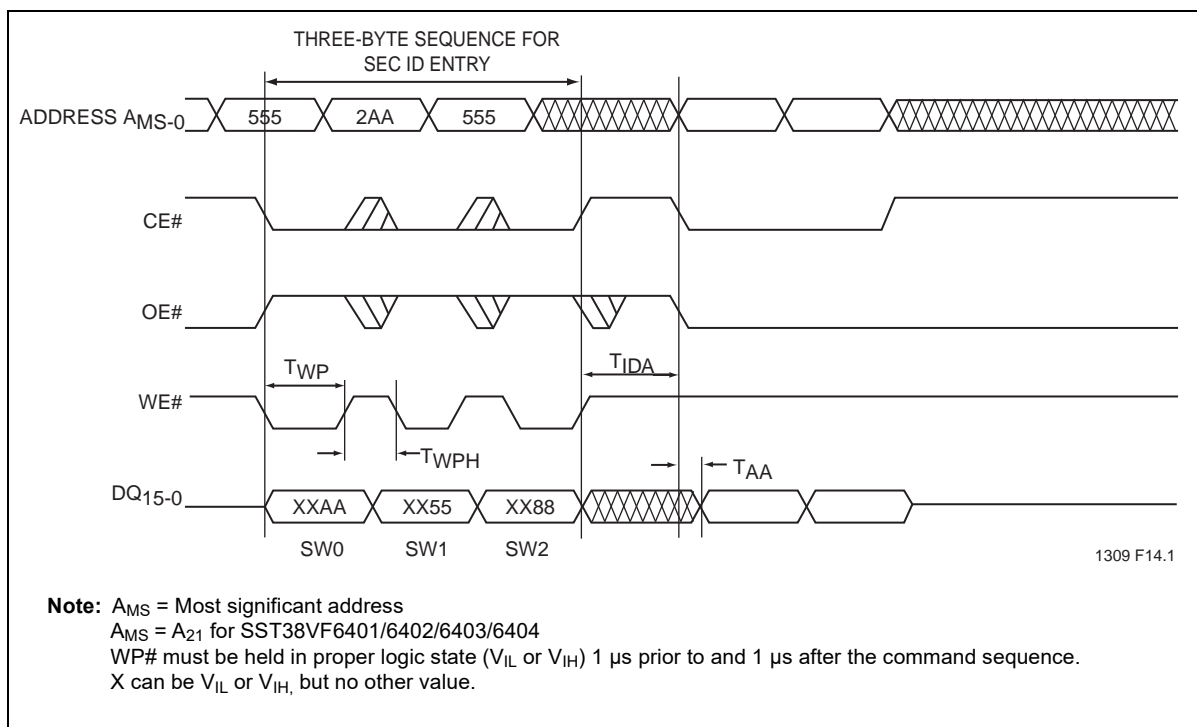 THREE-BYTE SEQUENCE FOR
SEC ID ENTRY
ADDRESS AMS-0
555
2AA
555
CE#
OE#
TWP
TIDA
WE#
TWPH
TAA
DQ15-0
XXAA
XX55
XX88
SW0
SW1
SW2
1309 F14.1
Note: AMS = Most significant address
AMS = A21 for SST38VF6401/6402/6403/6404
WP# must be held in proper logic state (VIL or VIH) 1 µs prior to and 1 µs after the command sequence.
X can be VIL or VIH, but no other value.